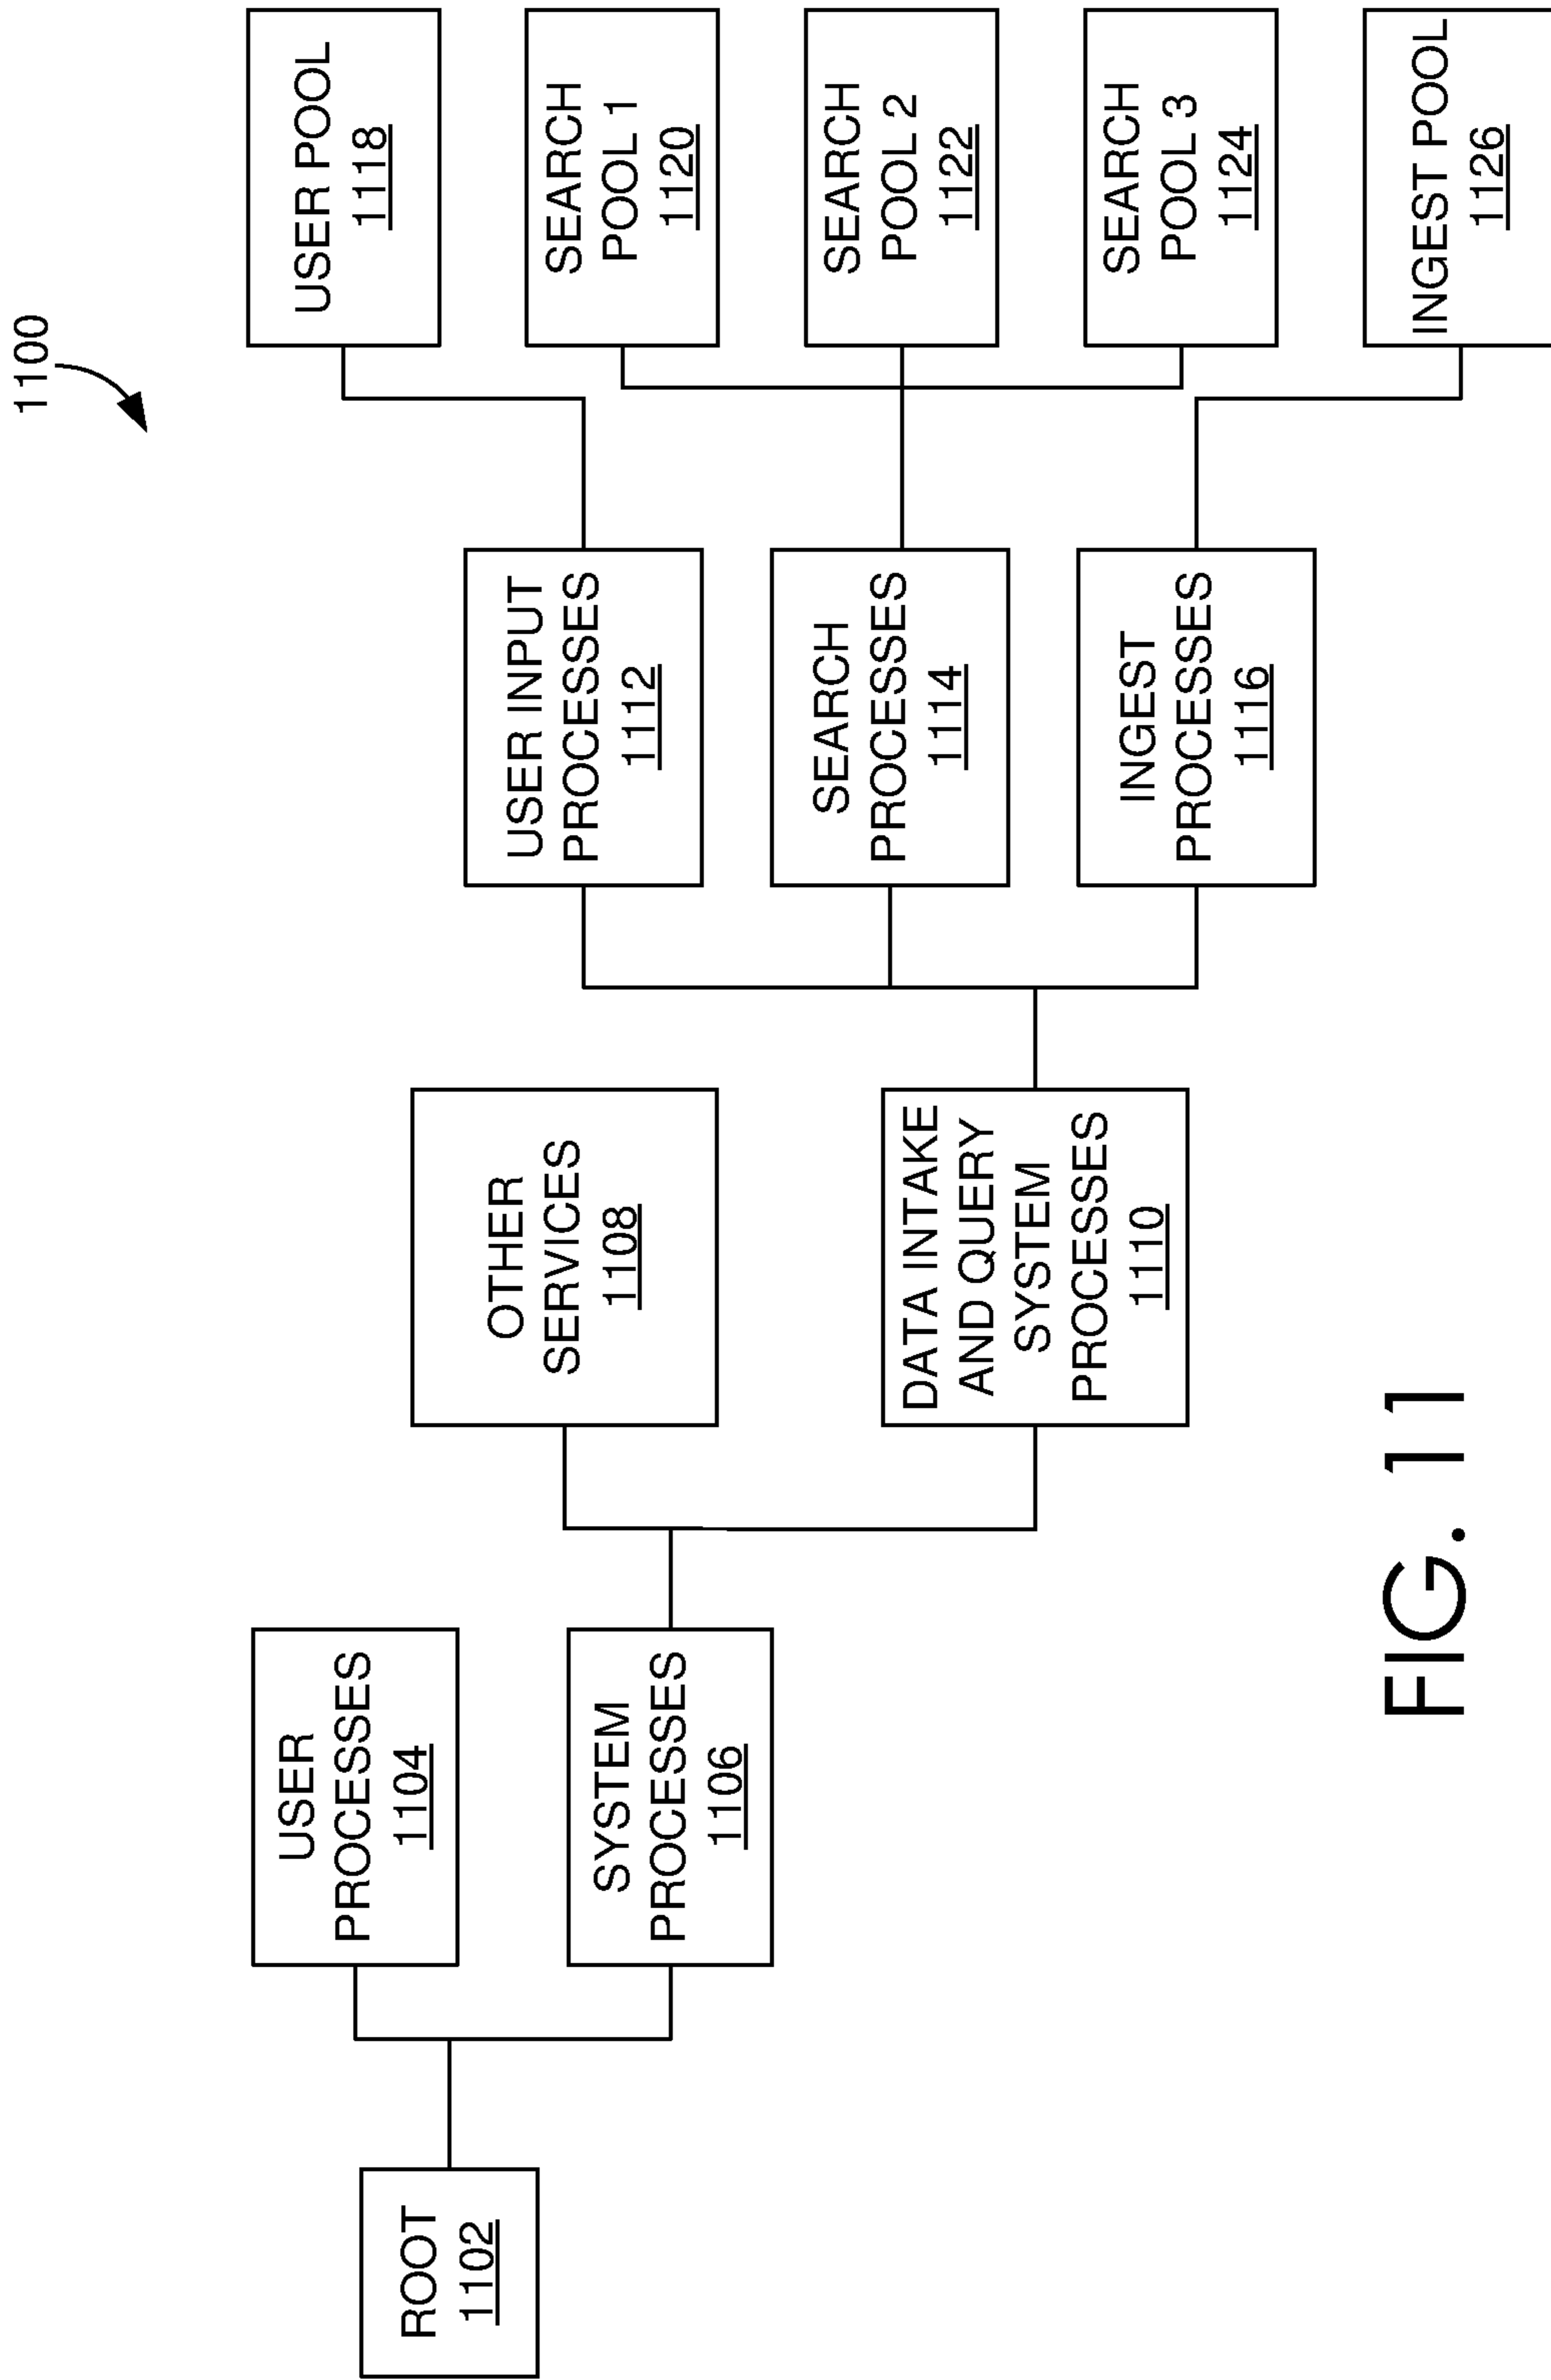 1100
ROOT
1102
USER
PROCESSES
1104
SYSTEM
PROCESSES
1106
OTHER
SERVICES
1108
DATA INTAKE
AND QUERY
SYSTEM
PROCESSES
1110
USER INPUT
PROCESSES
1112
SEARCH
PROCESSES
1114
INGEST
PROCESSES
1116
USER POOL
1118
SEARCH
POOL 1
1120
SEARCH
POOL 2
1122
SEARCH
POOL 3
1124
INGEST POOL
1126
FIG. 11